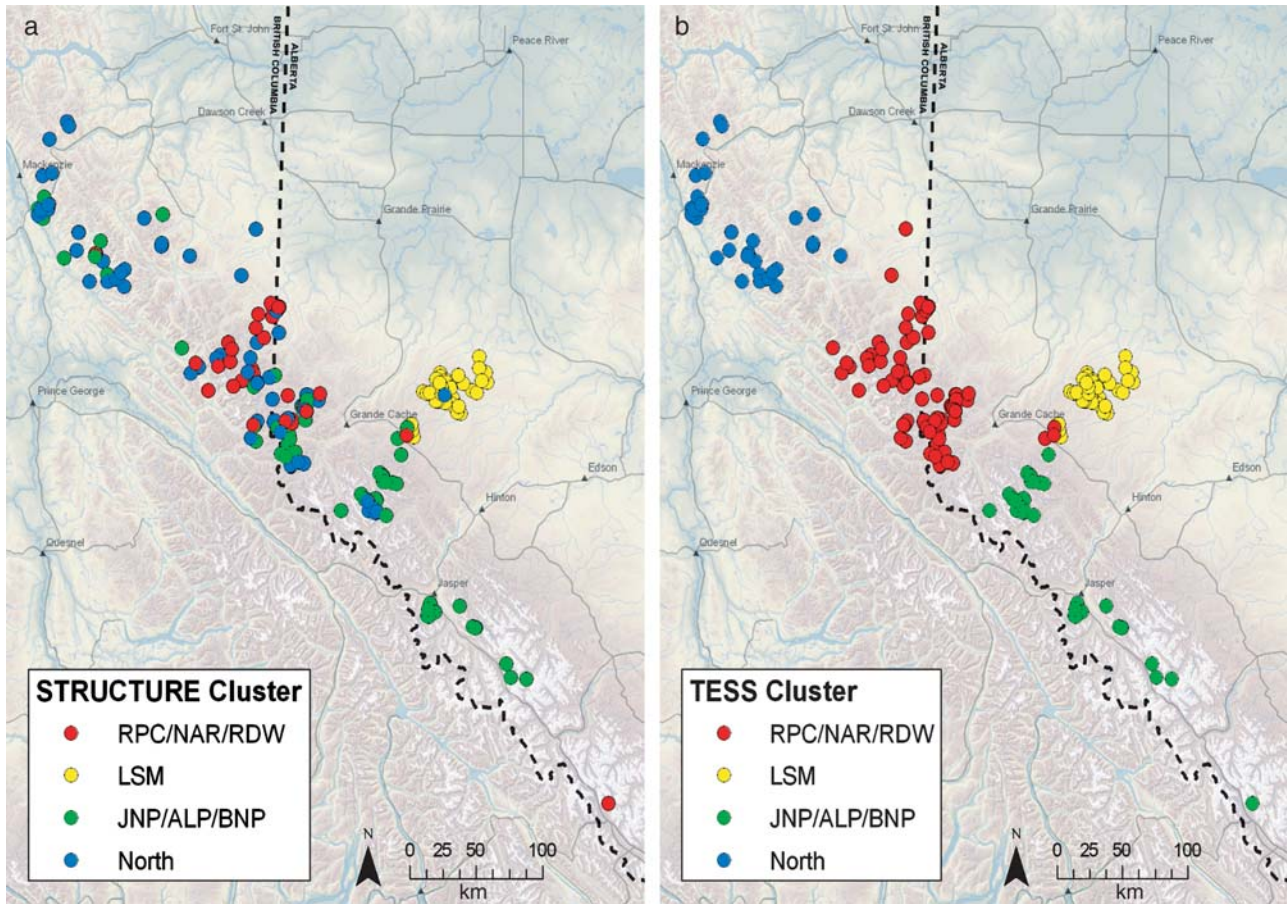 a
Fort St. John
Peace River
BRITISH COLUMBIA
ALBERTA
Dawson Creek
Mackenzie
Grande Prairie
Prince George
Grande Cache
Edson
Hinton
Quesnel
Jasper
STRUCTURE Cluster
RPC/NAR/RDW
LSM
JNP/ALP/BNP
North
N
0 25 50 100
km
b
Fort St. John
Peace River
BRITISH COLUMBIA
ALBERTA
Dawson Creek
Mackenzie
Grande Prairie
Prince George
Grande Cache
Edson
Hinton
Quesnel
Jasper
TESS Cluster
RPC/NAR/RDW
LSM
JNP/ALP/BNP
North
N
0 25 50 100
km